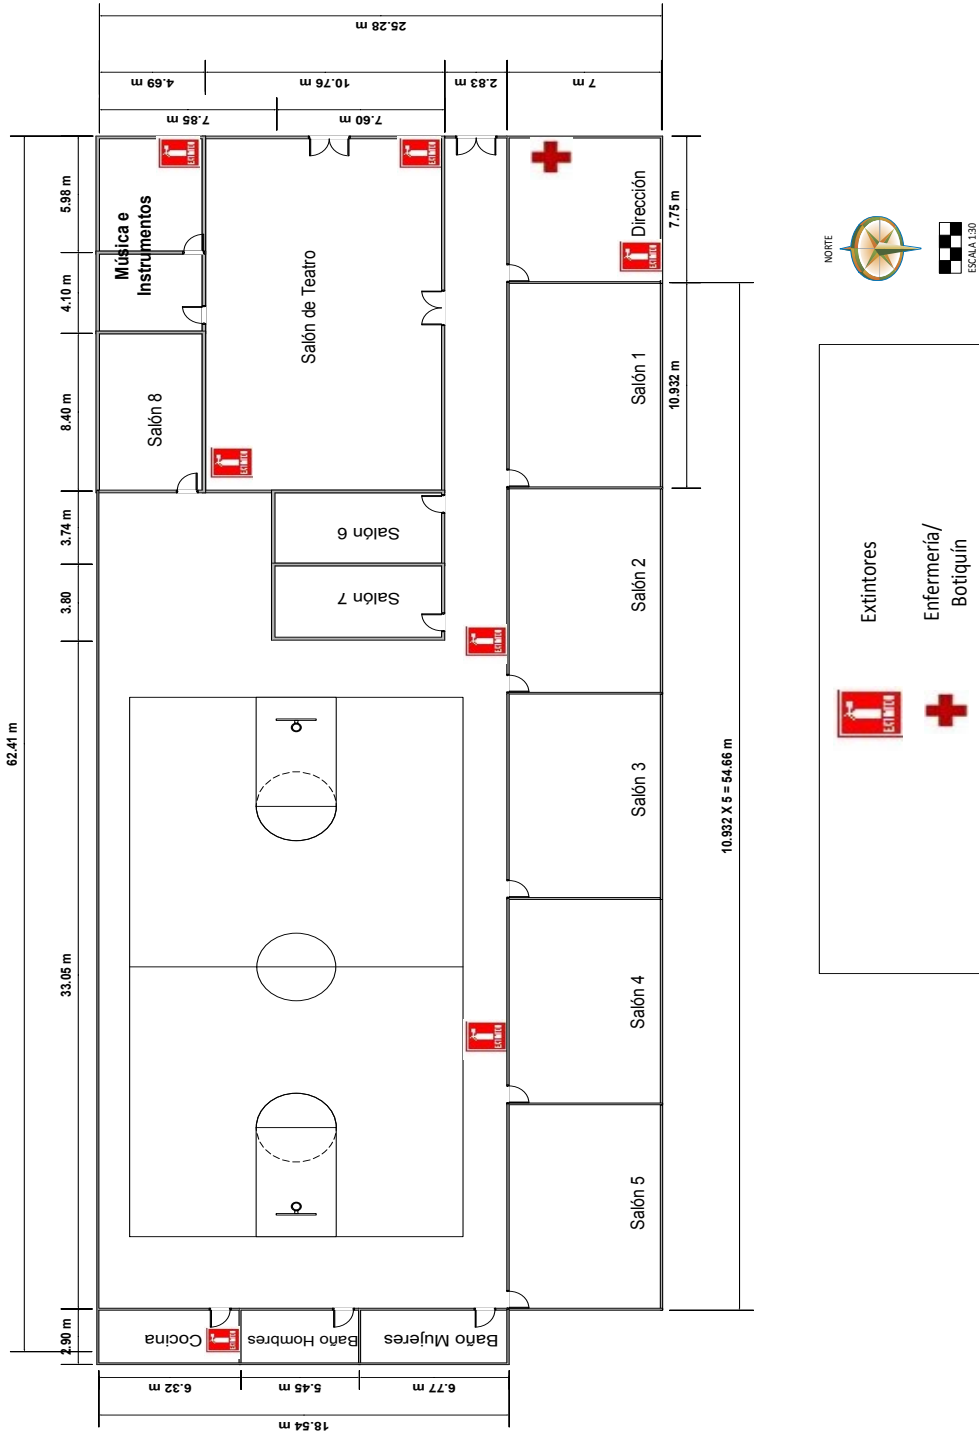 25.28 m
4.69 m
10.76 m
2.83 m
7 m
7.85 m
7.60 m
62.41 m
5.98 m
4.10 m
8.40 m
3.74 m
3.80
33.05 m
2.90 m
Música e
Instrumentos
Salón de Teatro
Dirección
Salón 8
Salón 1
Salón 6
Salón 7
Salón 2
Salón 3
Salón 4
Salón 5
Cocina
Baño Hombres
Baño Mujeres
7.75 m
10.932 m
10.932 X 5 = 54.66 m
6.32 m
5.45 m
6.77 m
18.54 m
NORTE
ESCALA 1:30
Extintores
Enfermería/
Botiquín